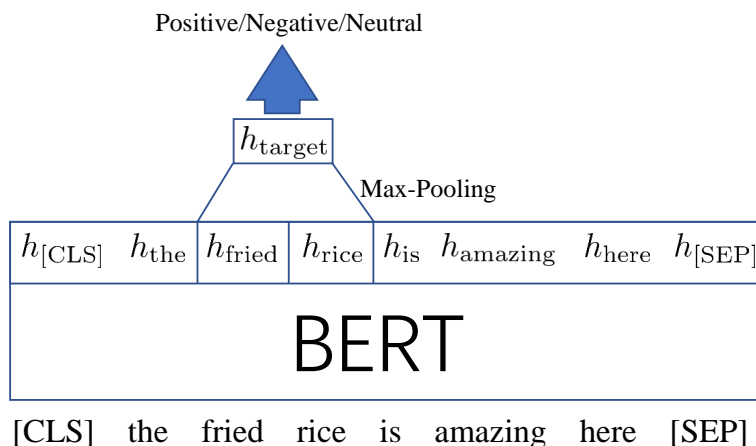 Positive/Negative/Neutral
h_target
Max-Pooling
h_[CLS] h_the h_fried h_rice h_is h_amazing h_here h_[SEP]
BERT
[CLS] the fried rice is amazing here [SEP]